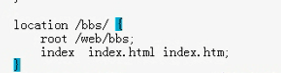 }
location /bbs/ {
root /web/bbs;
index index.html index.htm;
}